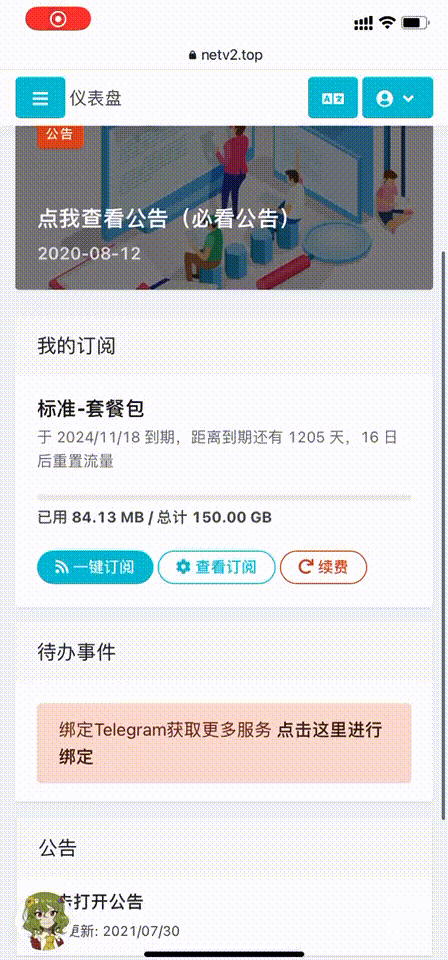 netv2.top
仪表盘
公告
点我查看公告（必看公告）
2020-08-12
我的订阅
标准-套餐包
于 2024/11/18 到期，距离到期还有 1205 天，16 日
后重置流量
已用 84.13 MB / 总计 150.00 GB
一键订阅 查看订阅 续费
待办事件
绑定Telegram获取更多服务 点击这里进行
绑定
公告
打开公告
更新: 2021/07/30